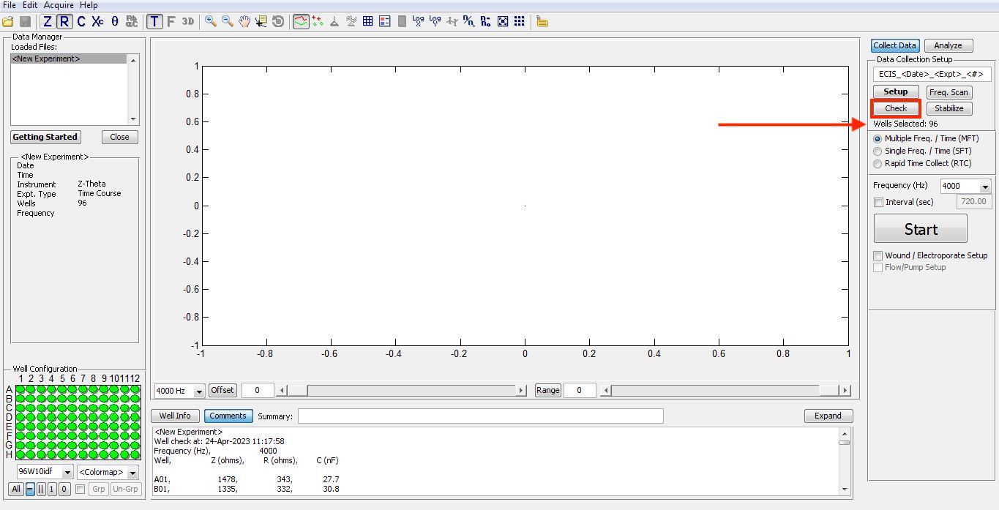 File Edit Acquire Help
Z R C Xc θ T F 3D
Data Manager
Loaded Files:
<New Experiment>
Getting Started Close
<New Experiment>
Date
Time
Instrument Z-Theta
Expt. Type Time Course
Wells 96
Frequency
Well Configuration
1 2 3 4 5 6 7 8 9 10 11 12
A
B
C
D
E
F
G
H
96W10idf <Colormap>
All = || 1 0 Grp Un-Grp
1
0.8
0.6
0.4
0.2
0
-0.2
-0.4
-0.6
-0.8
-1
-1 -0.8 -0.6 -0.4 -0.2 0 0.2 0.4 0.6 0.8 1
4000 Hz Offset 0 Range 0
Well Info Comments Summary: Expand
<New Experiment>
Well check at: 24-Apr-2023 11:17:58
Frequency (Hz), 4000
Well, Z (ohms), R (ohms), C (nF)
A01, 1478, 343, 27.7
B01, 1335, 332, 30.8
Collect Data Analyze
Data Collection Setup
ECIS_<Date>_<Expt>_<#>
Setup Freq. Scan
Check Stabilize
Wells Selected: 96
Multiple Freq. / Time (MFT)
Single Freq. / Time (SFT)
Rapid Time Collect (RTC)
Frequency (Hz) 4000
Interval (sec) 720.00
Start
Wound / Electroporate Setup
Flow/Pump Setup